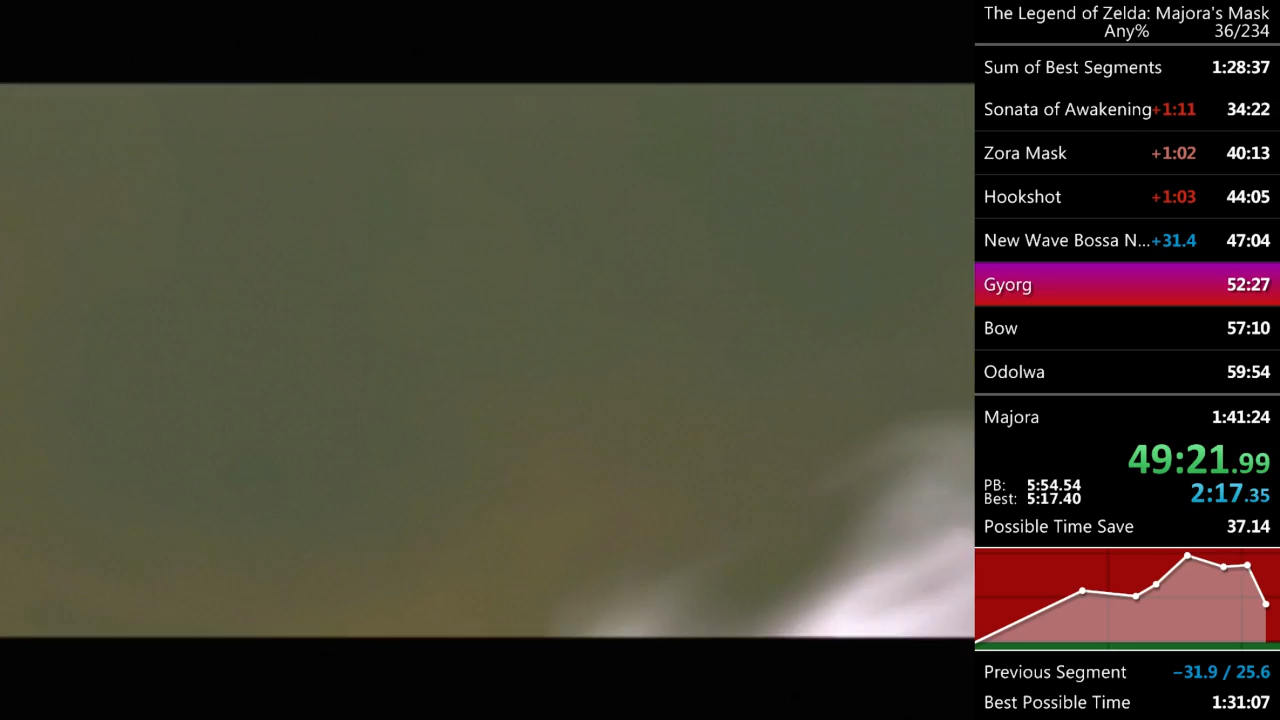 The Legend of Zelda: Majora's Mask
Any% 36/234
Sum of Best Segments 1:28:37
Sonata of Awakening +1:11 34:22
Zora Mask +1:02 40:13
Hookshot +1:03 44:05
New Wave Bossa N... +31.4 47:04
Gyorg 52:27
Bow 57:10
Odolwa 59:54
Majora 1:41:24
49:21.99
PB: 5:54.54
Best: 5:17.40 2:17.35
Possible Time Save 37.14
Previous Segment −31.9 / 25.6
Best Possible Time 1:31:07